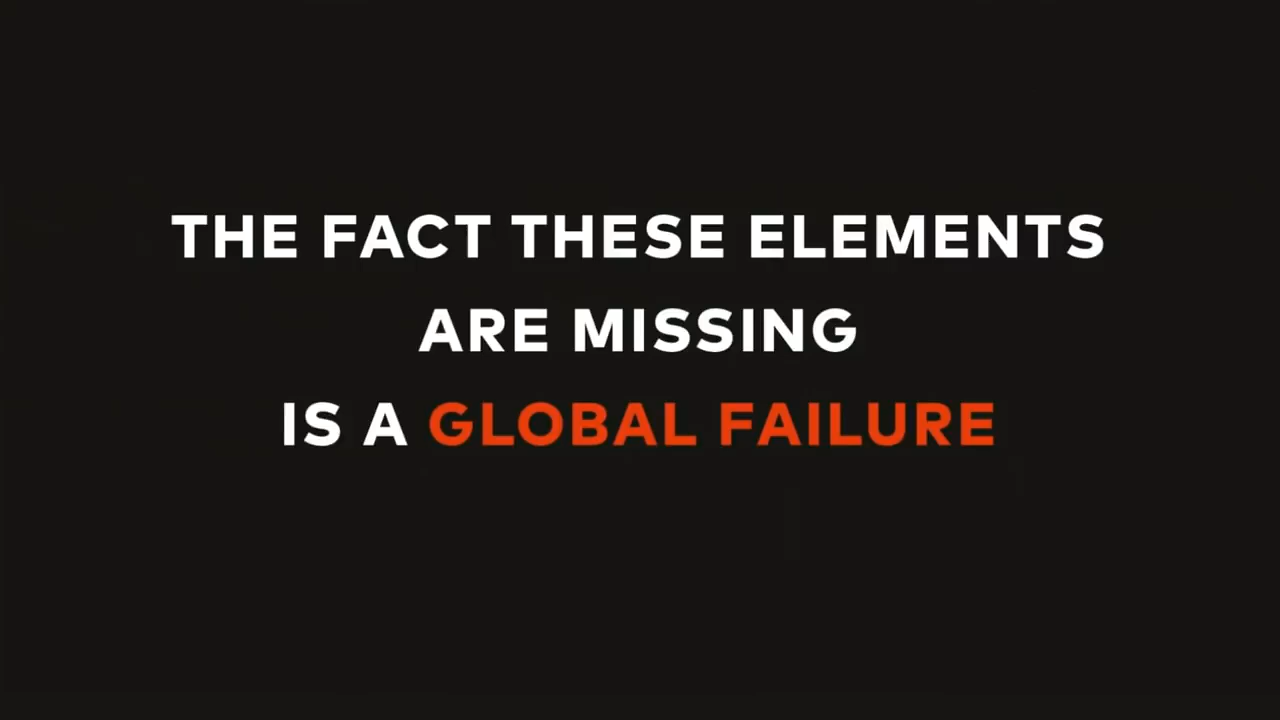 THE FACT THESE ELEMENTS
ARE MISSING
IS A GLOBAL FAILURE